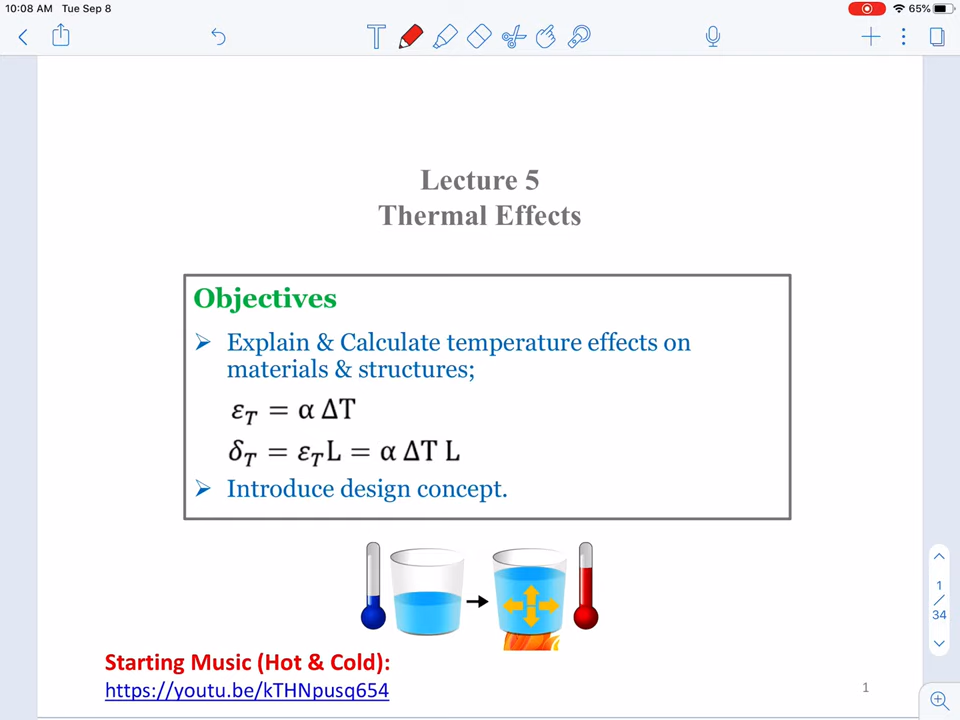 10:08 AM Tue Sep 8
65%
Lecture 5
Thermal Effects
Objectives
➢ Explain & Calculate temperature effects on
materials & structures;
ε_T = α ΔT
δ_T = ε_T L = α ΔT L
➢ Introduce design concept.
Starting Music (Hot & Cold):
https://youtu.be/kTHNpusq654
1
1
/
34